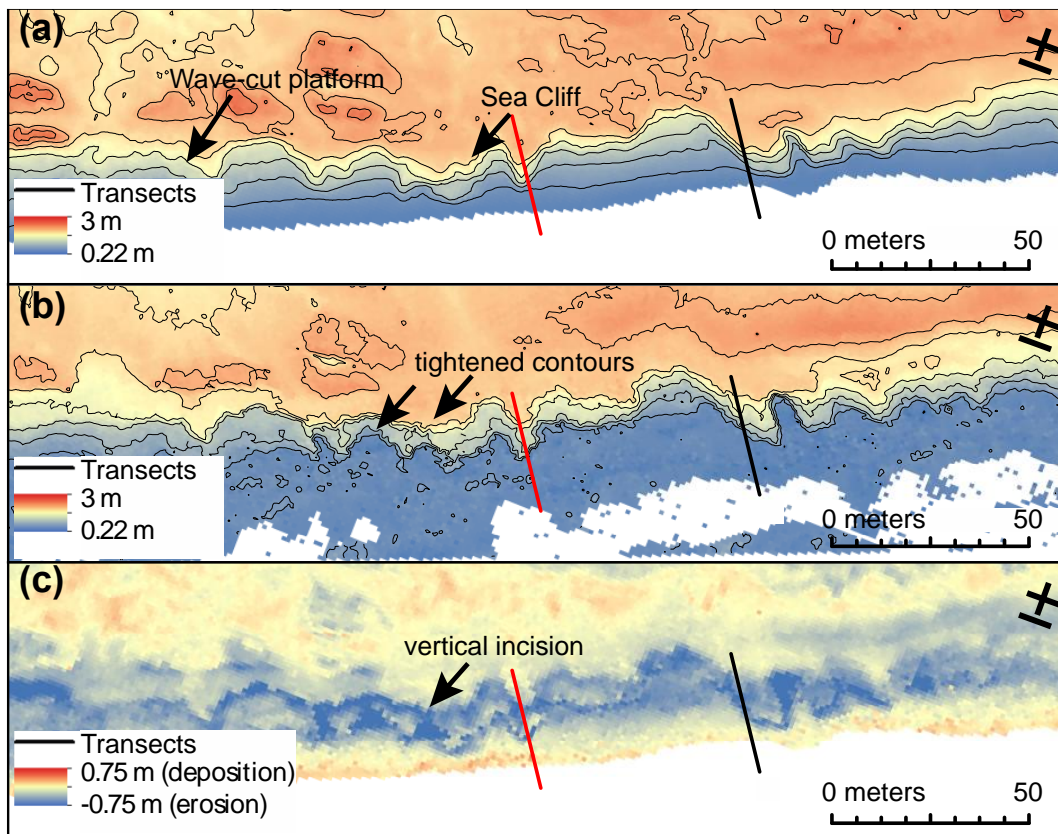 (a)
Wave-cut platform
Sea Cliff
Transects
3 m
0.22 m
0 meters 50
(b)
tightened contours
Transects
3 m
0.22 m
0 meters 50
(c)
vertical incision
Transects
0.75 m (deposition)
-0.75 m (erosion)
0 meters 50